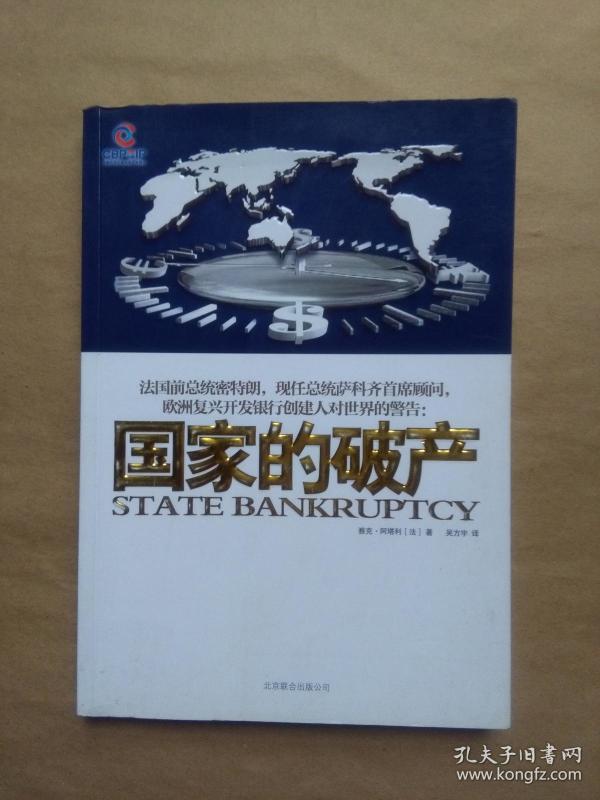 CBP
法国前总统密特朗，现任总统萨科齐首席顾问，
欧洲复兴开发银行创建人对世界的警告：
国家的破产
STATE BANKRUPTCY
雅克·阿塔利［法］ 著 吴方宇 译
北京联合出版公司
孔夫子旧书网
www.kongfz.com